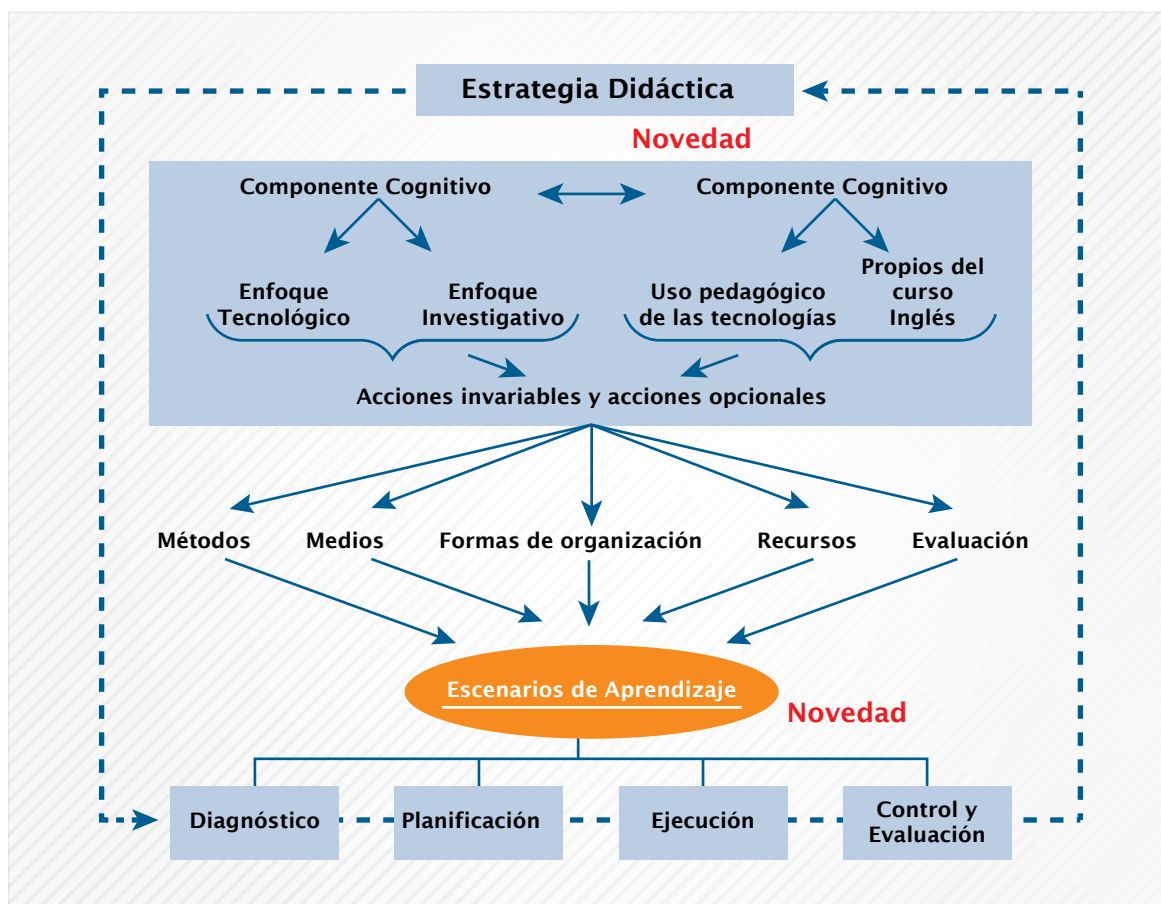 Estrategia Didáctica
Novedad
Componente Cognitivo
Componente Cognitivo
Enfoque
Tecnológico
Enfoque
Investigativo
Uso pedagógico
de las tecnologías
Propios del
curso
Inglés
Acciones invariables y acciones opcionales
Métodos
Medios
Formas de organización
Recursos
Evaluación
Escenarios de Aprendizaje
Novedad
Diagnóstico
Planificación
Ejecución
Control y
Evaluación